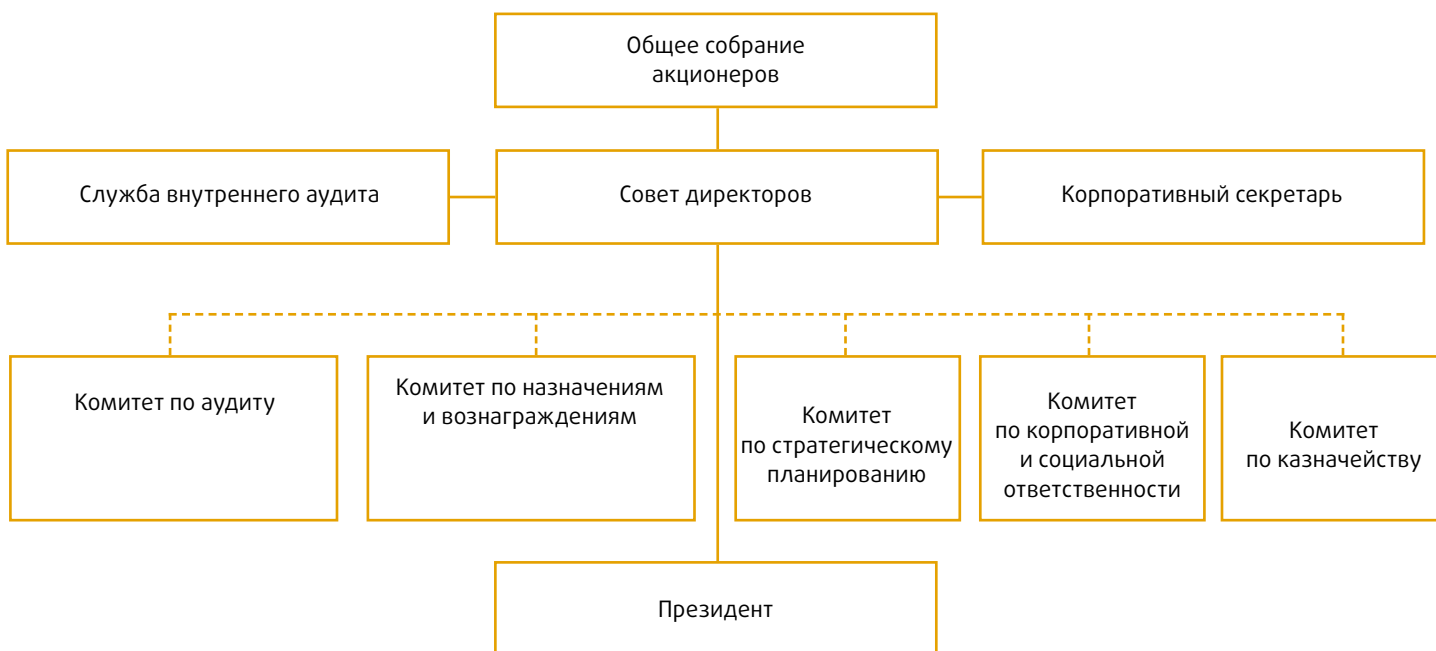 Общее собрание
акционеров
Служба внутреннего аудита
Совет директоров
Корпоративный секретарь
Комитет по аудиту
Комитет по назначениям
и вознаграждениям
Комитет
по стратегическому
планированию
Комитет
по корпоративной
и социальной
ответственности
Комитет
по казначейству
Президент